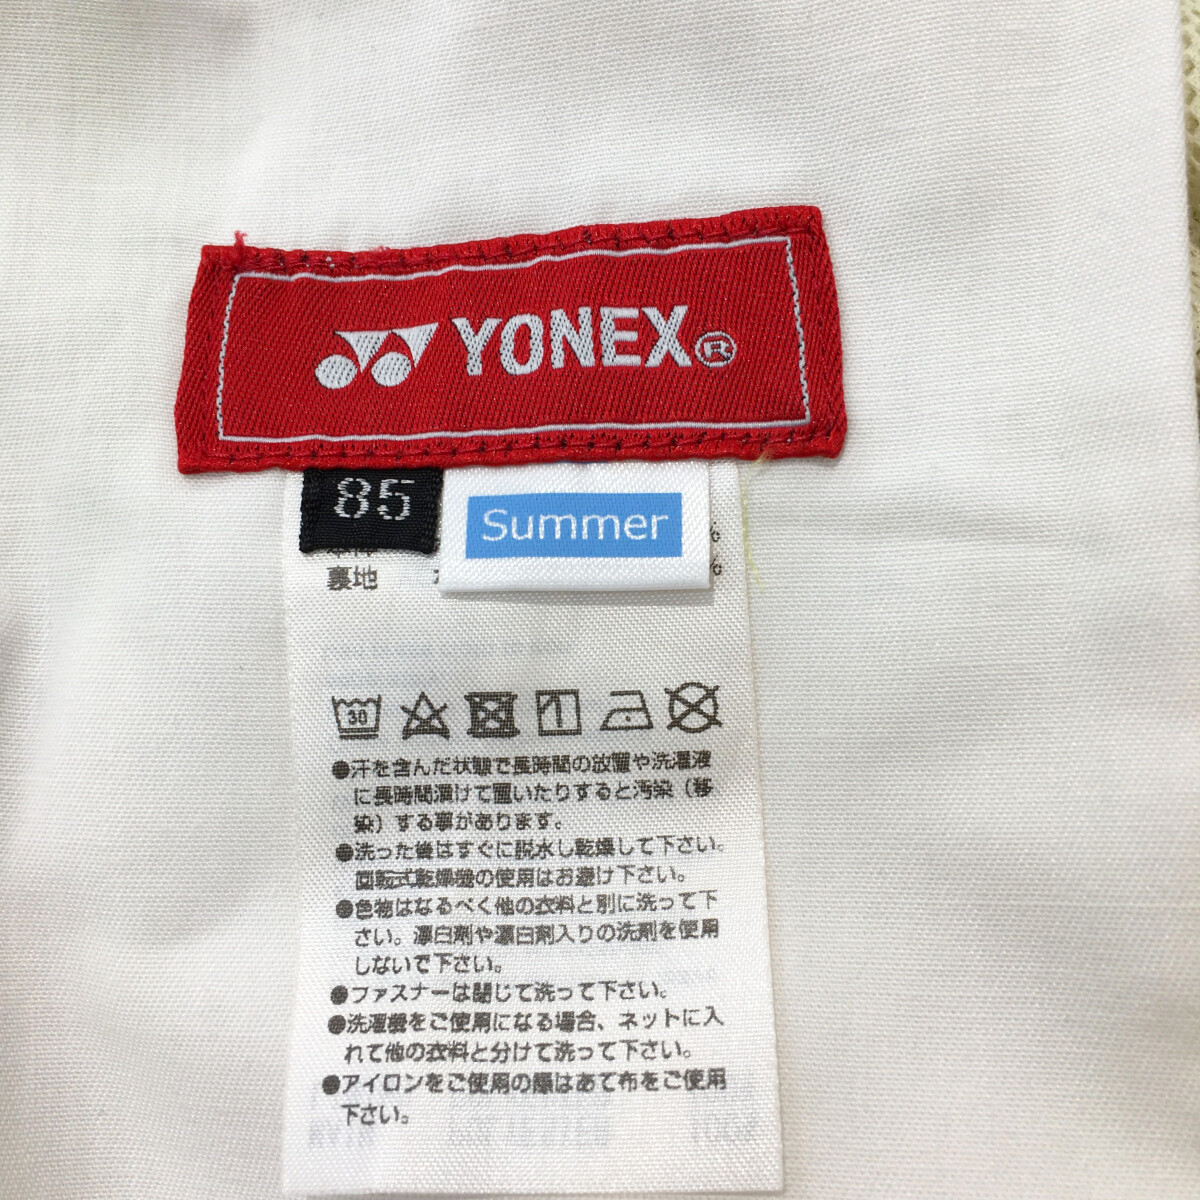 YONEX®
85
Summer
裏地
%
%
30
●汗を含んだ状態で長時間の放置や洗濯液
に長時間漬けて置いたりすると汚染(移
染)する事があります。
●洗った後はすぐに脱水し乾燥して下さい。
回転式乾燥機の使用はお避け下さい。
●色物はなるべく他の衣料と別に洗って下
さい。漂白剤や漂白剤入りの洗剤を使用
しないで下さい。
●ファスナーは閉じて洗って下さい。
●洗濯機をご使用になる場合、ネットに入
れて他の衣料と分けて洗って下さい。
●アイロンをご使用の際はあて布をご使用
下さい。